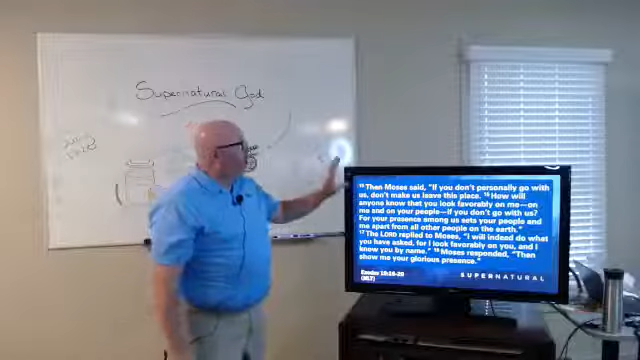 Supernatural God
15 Then Moses said, "If you don't personally go with
us, don't make us leave this place. 16 How will
anyone know that you look favorably on me—on
me and on your people—if you don't go with us?
For your presence among us sets your people and
me apart from all other people on the earth."
17 The LORD replied to Moses, "I will indeed do what
you have asked, for I look favorably on you, and I
know you by name." 18 Moses responded, "Then
show me your glorious presence."
(NLT)
SUPERNATURAL